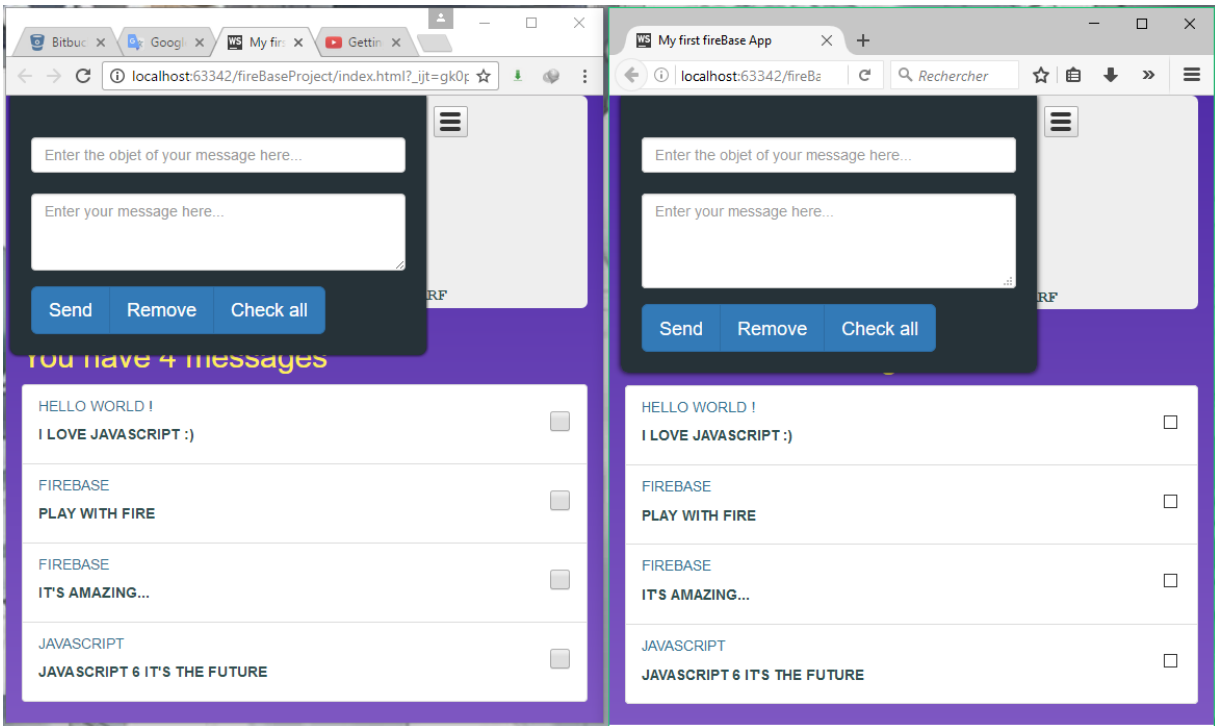 Bitbuc
Googl
My fir
Gettin
localhost:63342/fireBaseProject/index.html?_ijt=gk0p
Enter the objet of your message here...
Enter your message here...
Send
Remove
Check all
RF
You have 4 messages
HELLO WORLD !
I LOVE JAVASCRIPT :)
FIREBASE
PLAY WITH FIRE
FIREBASE
IT'S AMAZING...
JAVASCRIPT
JAVASCRIPT 6 IT'S THE FUTURE
WS My first fireBase App
localhost:63342/fireBa
Rechercher
Enter the objet of your message here...
Enter your message here...
Send
Remove
Check all
RF
HELLO WORLD !
I LOVE JAVASCRIPT :)
FIREBASE
PLAY WITH FIRE
FIREBASE
IT'S AMAZING...
JAVASCRIPT
JAVASCRIPT 6 IT'S THE FUTURE